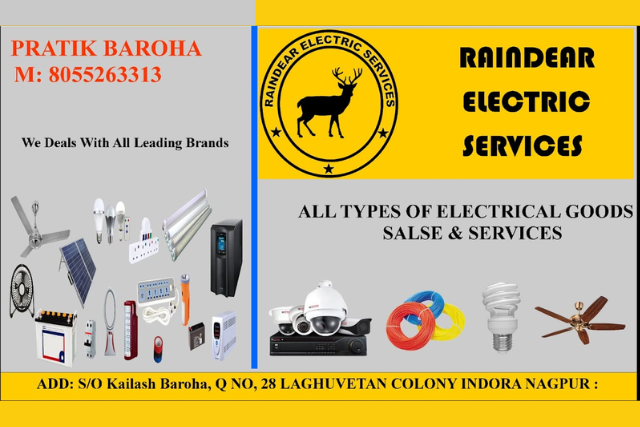 PRATIK BAROHA
M: 8055263313
We Deals With All Leading Brands
RAINDEAR ELECTRIC SERVICES
RAINDEAR
ELECTRIC
SERVICES
ALL TYPES OF ELECTRICAL GOODS
SALSE & SERVICES
ADD: S/O Kailash Baroha, Q NO, 28 LAGHUVETAN COLONY INDORA NAGPUR :